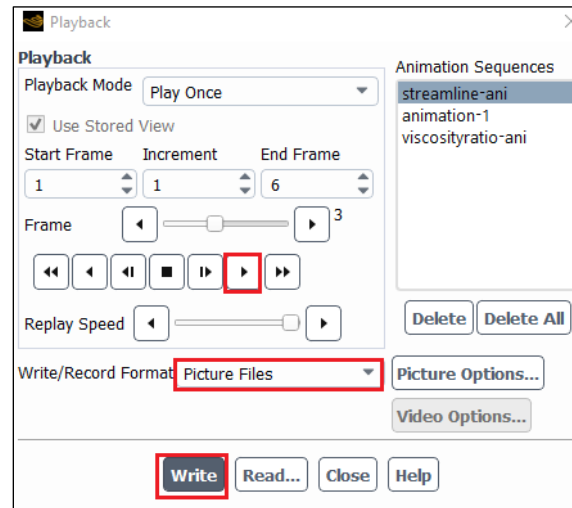 Playback
Playback
Playback Mode Play Once
Use Stored View
Start Frame Increment End Frame
1 1 6
Frame 3
Replay Speed
Write/Record Format Picture Files
Animation Sequences
streamline-ani
animation-1
viscosityratio-ani
Delete Delete All
Picture Options...
Video Options...
Write Read... Close Help